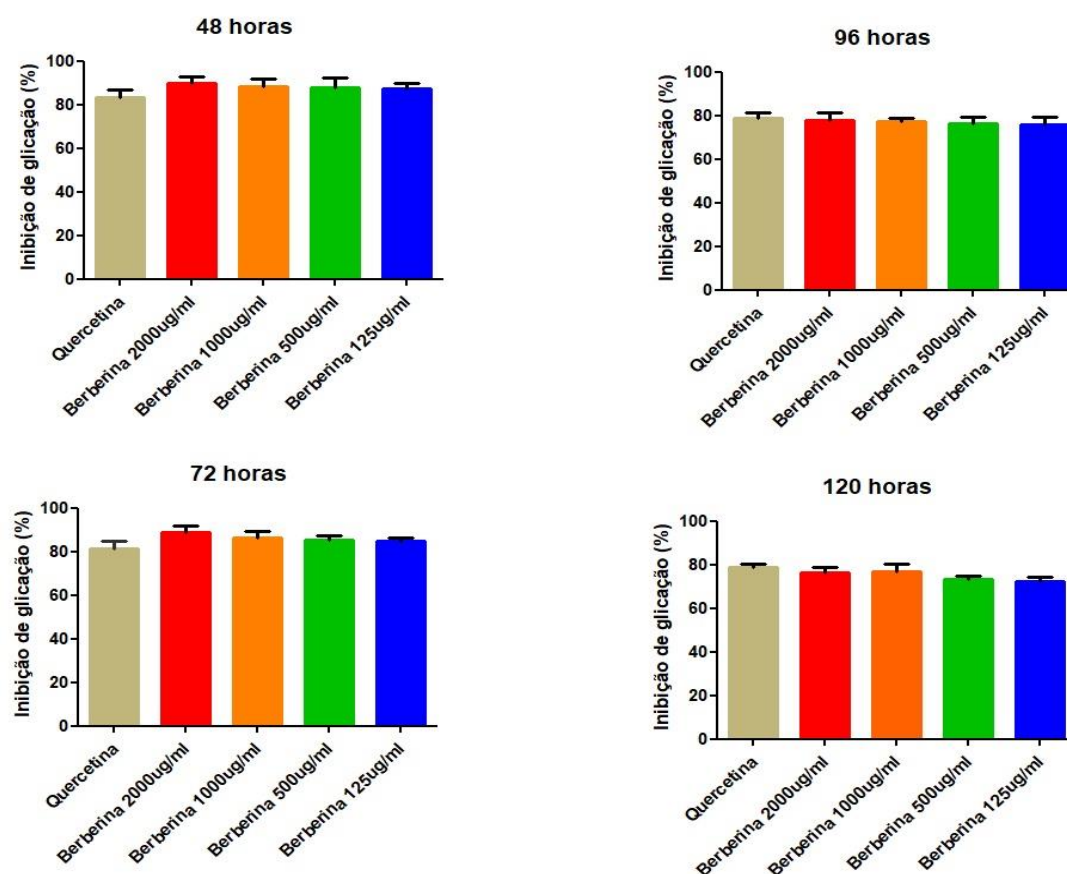 48 horas
Inibição de glicação (%)
100
80
60
40
20
0
Quercetina
Berberina 2000ug/ml
Berberina 1000ug/ml
Berberina 500ug/ml
Berberina 125ug/ml
96 horas
Inibição de glicação (%)
100
80
60
40
20
0
Quercetina
Berberina 2000ug/ml
Berberina 1000ug/ml
Berberina 500ug/ml
Berberina 125ug/ml
72 horas
Inibição de glicação (%)
100
80
60
40
20
0
Quercetina
Berberina 2000ug/ml
Berberina 1000ug/ml
Berberina 500ug/ml
Berberina 125ug/ml
120 horas
Inibição de glicação (%)
100
80
60
40
20
0
Quercetina
Berberina 2000ug/ml
Berberina 1000ug/ml
Berberina 500ug/ml
Berberina 125ug/ml